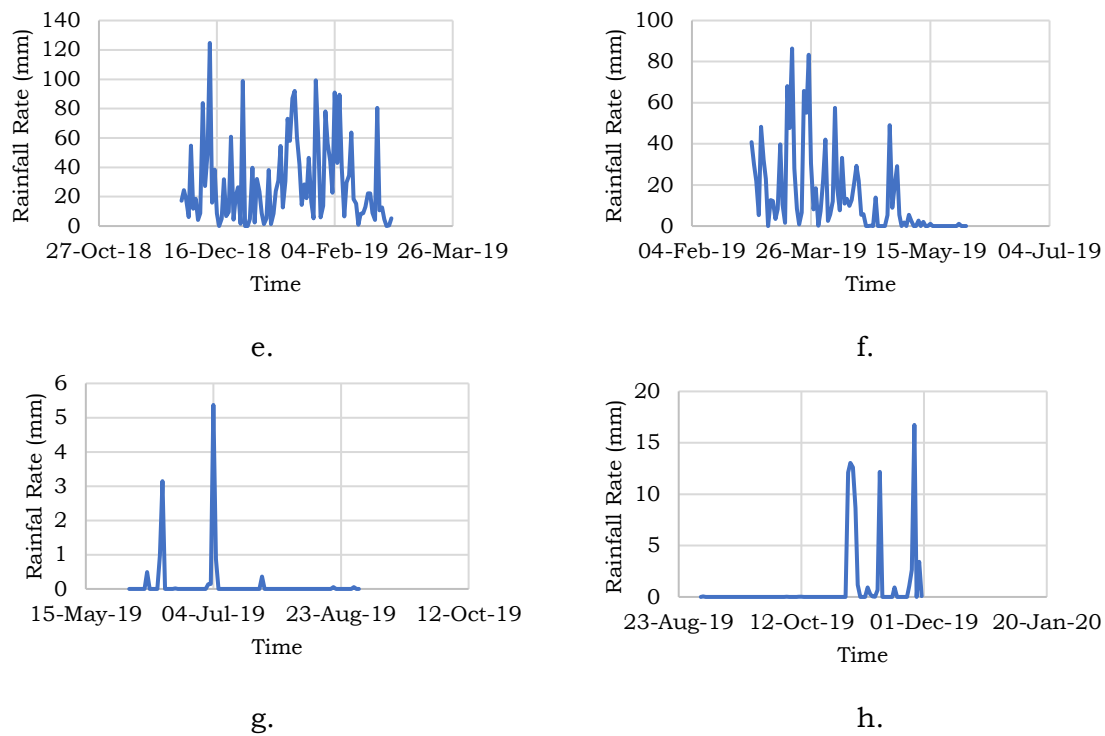 Rainfall Rate (mm)
140
120
100
80
60
40
20
0
27-Oct-18 16-Dec-18 04-Feb-19 26-Mar-19
Time
e.
Rainfall Rate (mm)
100
80
60
40
20
0
04-Feb-19 26-Mar-19 15-May-19 04-Jul-19
Time
f.
Rainfal Rate (mm)
6
5
4
3
2
1
0
15-May-19 04-Jul-19 23-Aug-19 12-Oct-19
Time
g.
Rainfall Rate (mm)
20
15
10
5
0
23-Aug-19 12-Oct-19 01-Dec-19 20-Jan-20
Time
h.